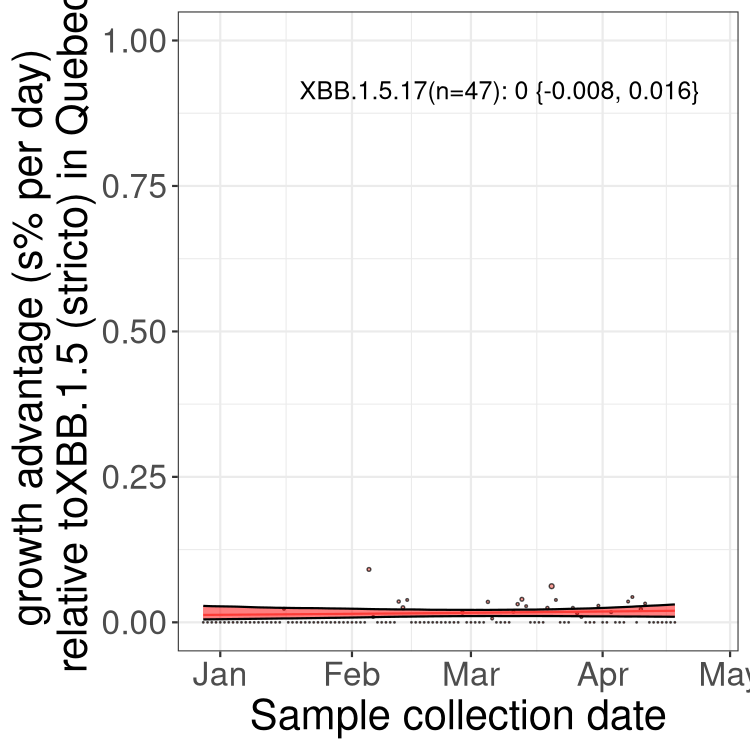 growth advantage (s% per day)
relative toXBB.1.5 (stricto) in Quebec
1.00
0.75
0.50
0.25
0.00
XBB.1.5.17(n=47): 0 {-0.008, 0.016}
Jan Feb Mar Apr May
Sample collection date